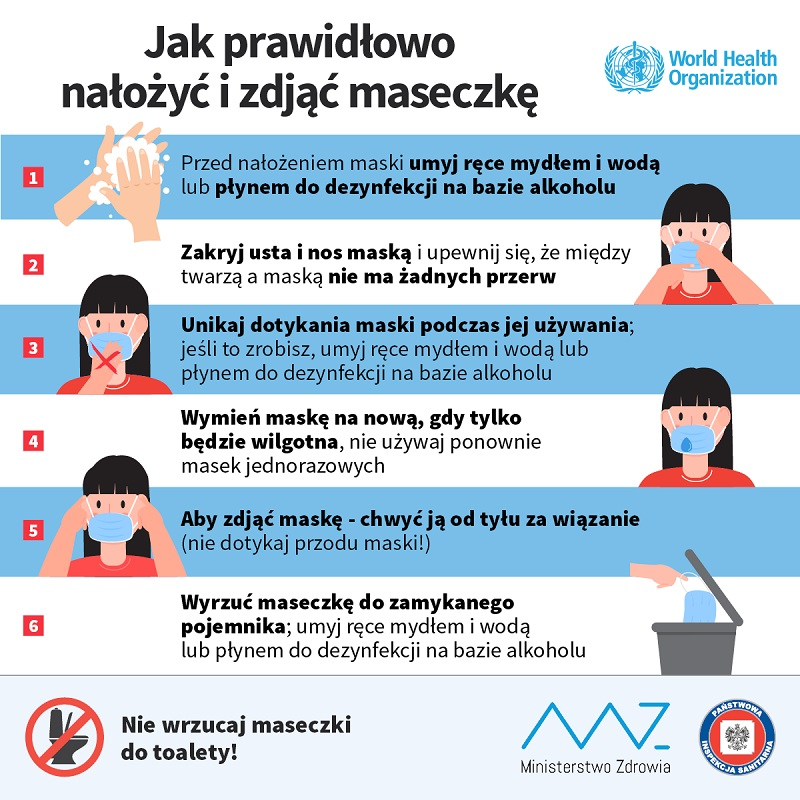 Jak prawidłowo
nałożyć i zdjąć maseczkę
World Health
Organization
1
Przed nałożeniem maski umyj ręce mydłem i wodą
lub płynem do dezynfekcji na bazie alkoholu
2
Zakryj usta i nos maską i upewnij się, że między
twarzą a maską nie ma żadnych przerw
3
Unikaj dotykania maski podczas jej używania;
jeśli to zrobisz, umyj ręce mydłem i wodą lub
płynem do dezynfekcji na bazie alkoholu
4
Wymień maskę na nową, gdy tylko
będzie wilgotna, nie używaj ponownie
masek jednorazowych
5
Aby zdjąć maskę - chwyć ją od tyłu za wiązanie
(nie dotykaj przodu maski!)
6
Wyrzuć maseczkę do zamykanego
pojemnika; umyj ręce mydłem i wodą
lub płynem do dezynfekcji na bazie alkoholu
Nie wrzucaj maseczki
do toalety!
MZ
Ministerstwo Zdrowia
PAŃSTWOWA
INSPEKCJA SANITARNA